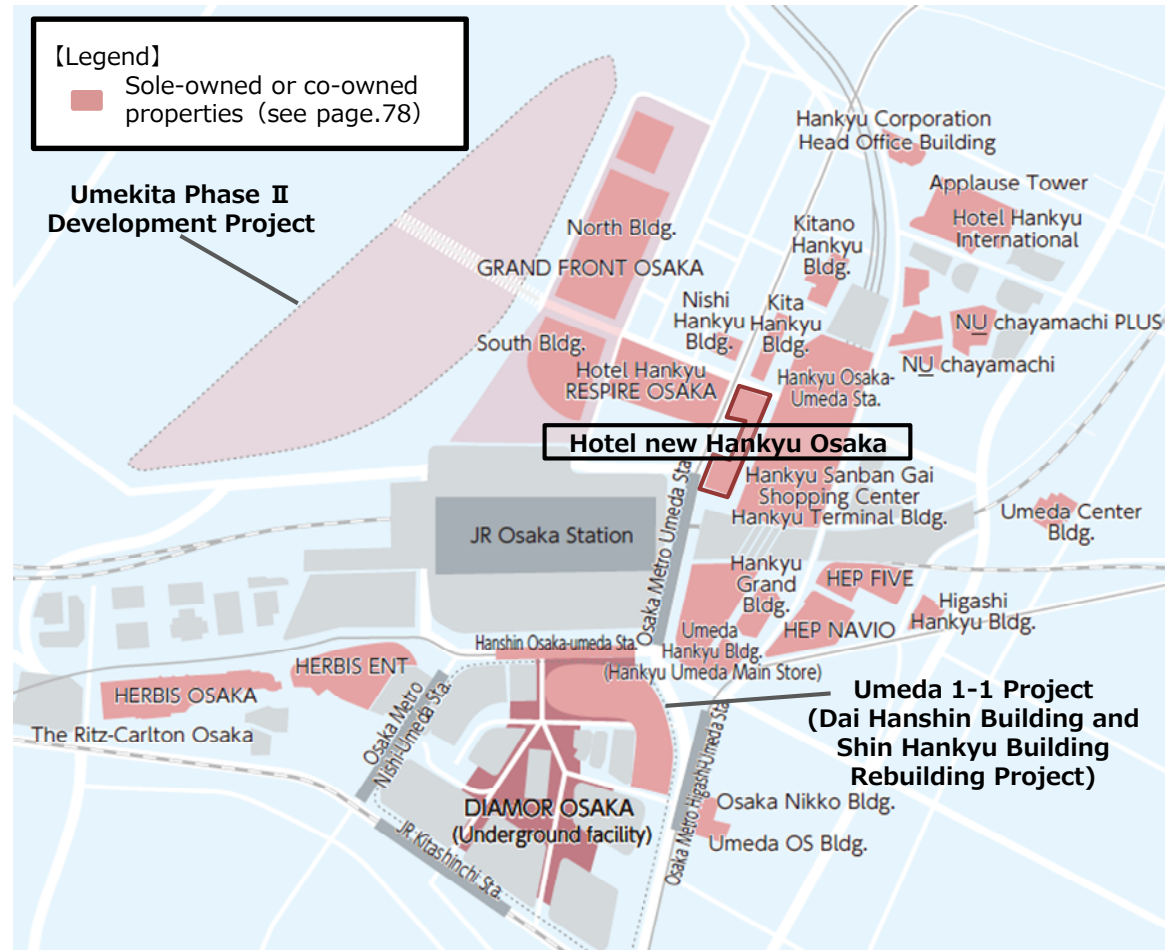 【Legend】
Sole-owned or co-owned
properties（see page.78）
Umekita Phase Ⅱ
Development Project
Hankyu Corporation
Head Office Building
Applause Tower
Hotel Hankyu
International
Kitano
Hankyu
Bldg.
North Bldg.
GRAND FRONT OSAKA
Nishi
Hankyu
Bldg.
Kita
Hankyu
Bldg.
NU chayamachi PLUS
NU chayamachi
South Bldg.
Hotel Hankyu
RESPIRE OSAKA
Hankyu Osaka-
Umeda Sta.
Hotel new Hankyu Osaka
Hankyu Sanban Gai
Shopping Center
Hankyu Terminal Bldg.
Umeda Center
Bldg.
JR Osaka Station
Osaka Metro Umeda Sta.
Hankyu
Grand
Bldg.
HEP FIVE
HEP NAVIO
Higashi
Hankyu Bldg.
Umeda
Hankyu Bldg.
(Hankyu Umeda Main Store)
Hanshin Osaka-umeda Sta.
HERBIS ENT
HERBIS OSAKA
The Ritz-Carlton Osaka
Osaka Metro
Nishi-Umeda Sta.
Umeda 1-1 Project
(Dai Hanshin Building and
Shin Hankyu Building
Rebuilding Project)
Osaka Metro Higashi-Umeda Sta.
DIAMOR OSAKA
(Underground facility)
Osaka Nikko Bldg.
Umeda OS Bldg.
JR Kitashinchi Sta.